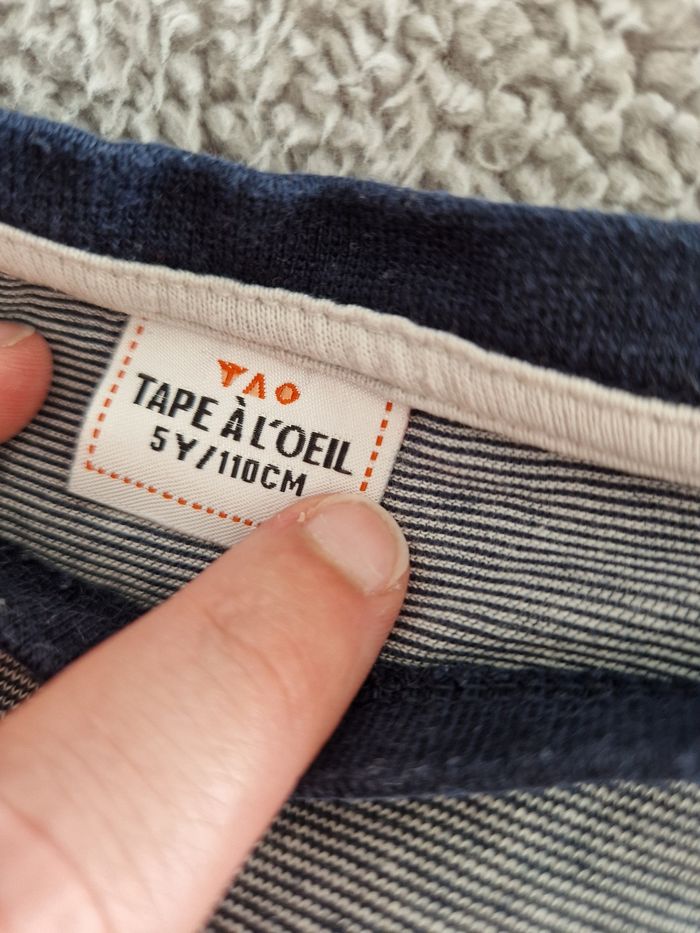 TAO
TAPE À L'OEIL
5Y/110CM